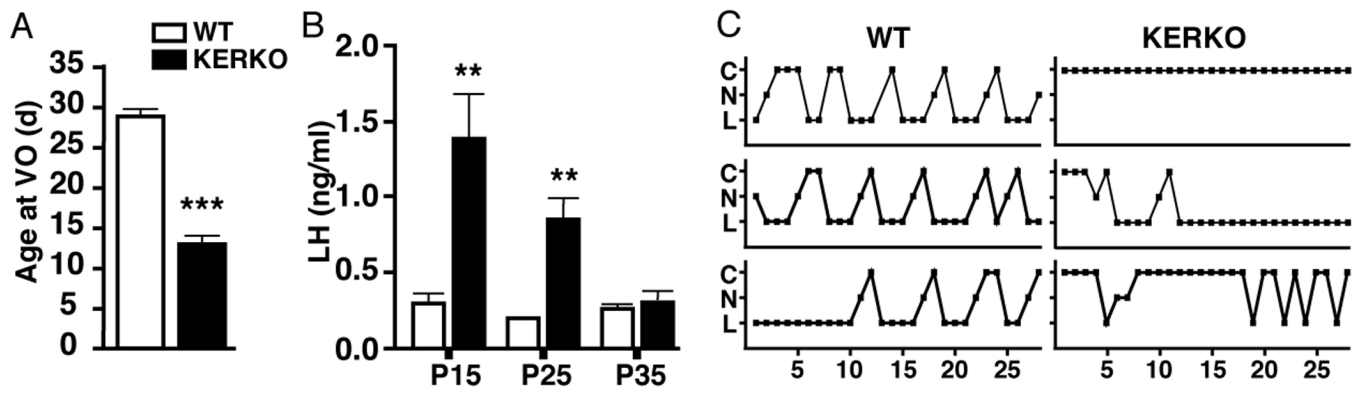 A
WT
KERKO
Age at VO (d)
35
30
25
20
15
10
5
0
***
B
LH (ng/ml)
2.0
1.5
1.0
0.5
0.0
**
**
P15 P25 P35
C
WT KERKO
C
N
L
C
N
L
C
N
L
5 10 15 20 25 5 10 15 20 25